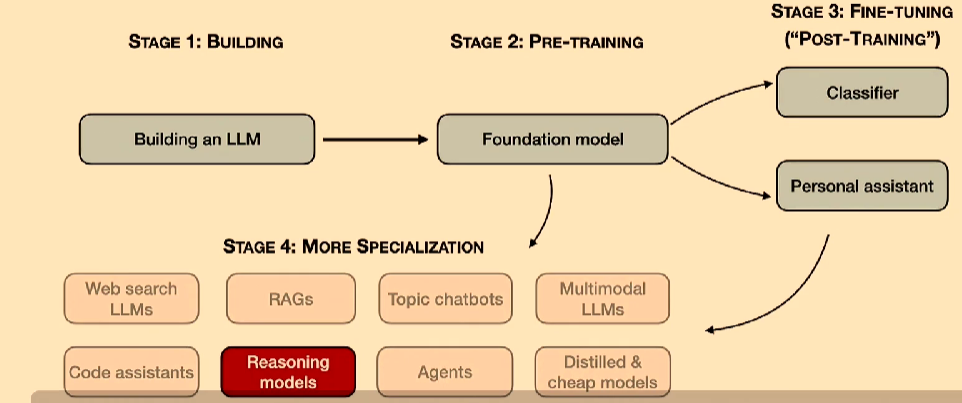 STAGE 1: BUILDING
STAGE 2: PRE-TRAINING
STAGE 3: FINE-TUNING
("POST-TRAINING")
Building an LLM
Foundation model
Classifier
Personal assistant
STAGE 4: MORE SPECIALIZATION
Web search
LLMs
RAGs
Topic chatbots
Multimodal
LLMs
Code assistants
Reasoning
models
Agents
Distilled &
cheap models